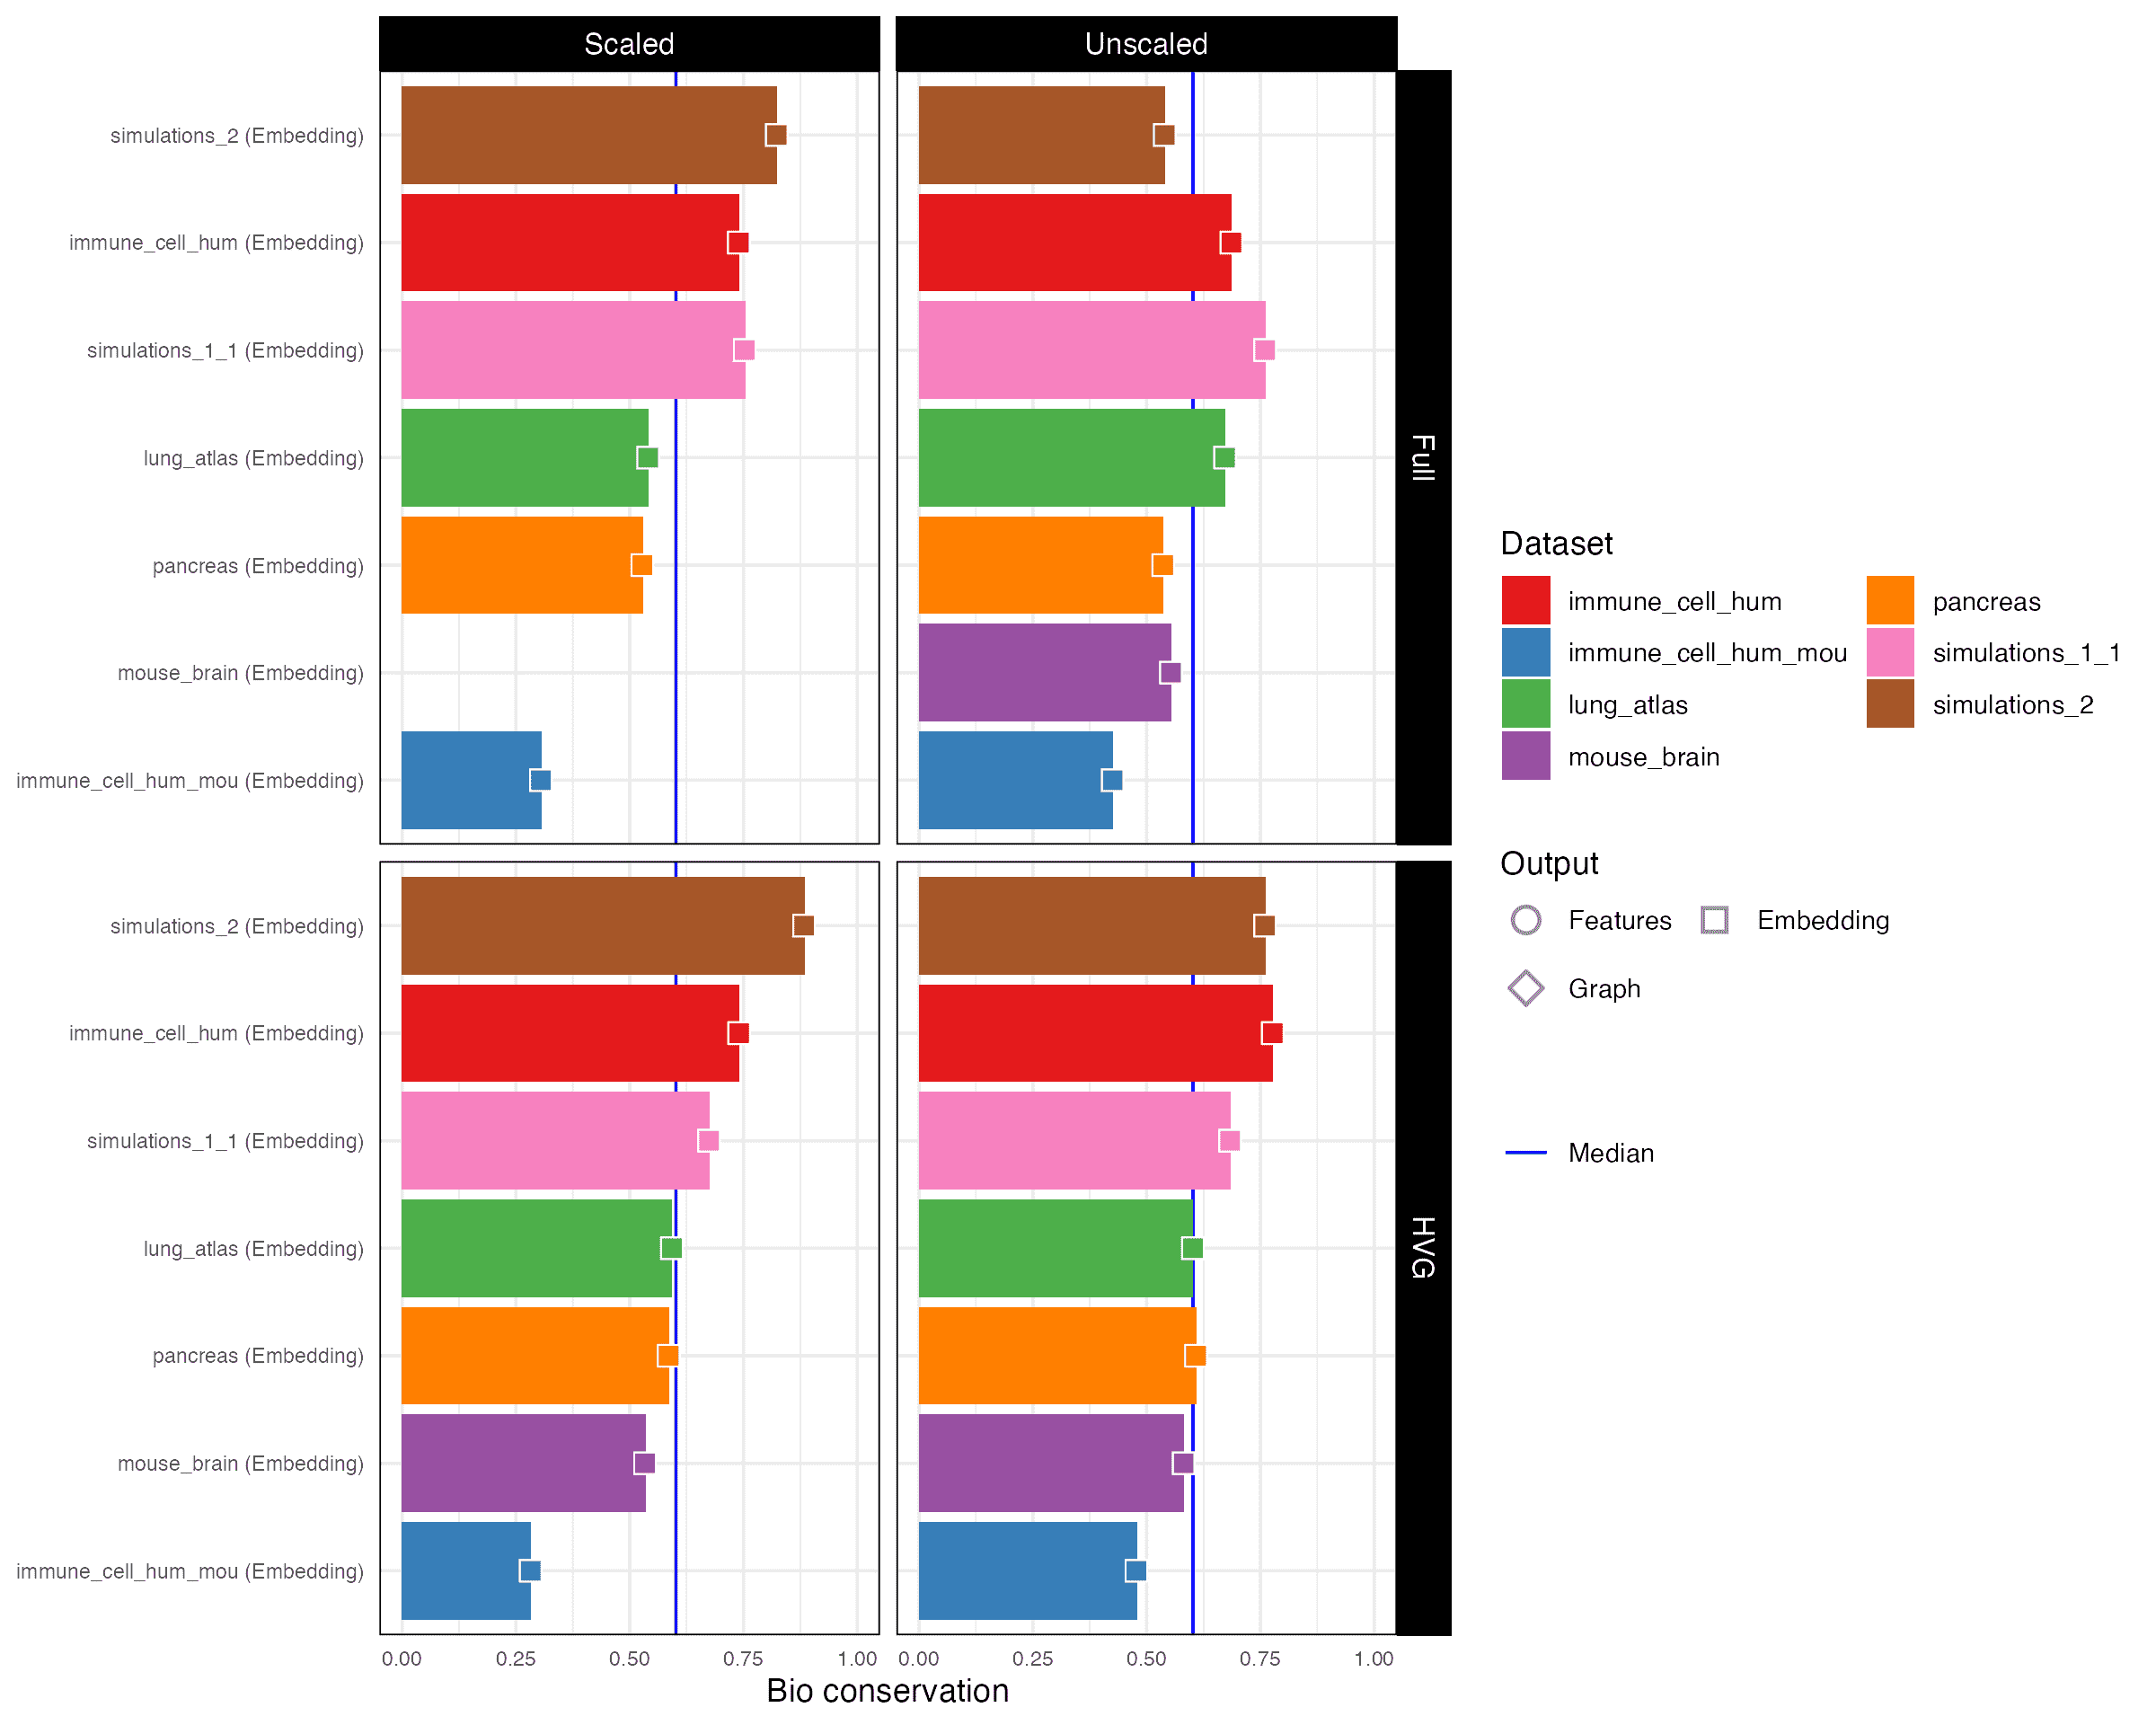 Scaled
Unscaled
simulations_2 (Embedding)
immune_cell_hum (Embedding)
simulations_1_1 (Embedding)
lung_atlas (Embedding)
pancreas (Embedding)
mouse_brain (Embedding)
immune_cell_hum_mou (Embedding)
Full
simulations_2 (Embedding)
immune_cell_hum (Embedding)
simulations_1_1 (Embedding)
lung_atlas (Embedding)
pancreas (Embedding)
mouse_brain (Embedding)
immune_cell_hum_mou (Embedding)
HVG
0.00 0.25 0.50 0.75 1.00
0.00 0.25 0.50 0.75 1.00
Bio conservation
Dataset
immune_cell_hum
immune_cell_hum_mou
lung_atlas
mouse_brain
pancreas
simulations_1_1
simulations_2
Output
Features
Embedding
Graph
Median